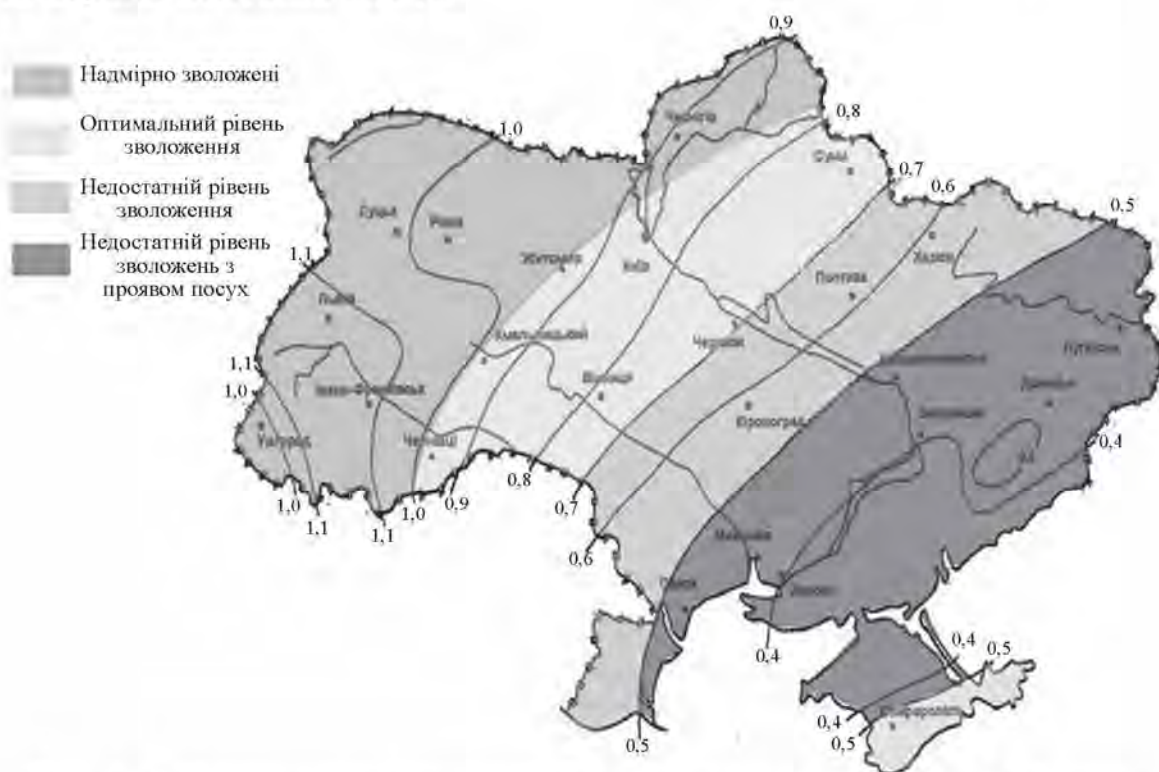 Надмірно зволожені
Оптимальний рівень
зволоження
Недостатній рівень
зволоження
Недостатній рівень
зволожень з
проявом посух
0,9
1,0
0,8
0,7
0,6
0,5
Чернігів
Суми
Луцьк
Рівне
Житомир
Київ
Харків
Полтава
1,1
Львів
Хмельницький
Черкаси
Луганськ
1,1
1,0
Івано-Франківськ
Вінниця
Донецьк
Кіровоград
Ужгород
Чернівці
0,4
0,8
0,7
0,6
1,0
1,1
1,1
1,0
0,9
Миколаїв
Одеса
Херсон
0,4
0,4
0,5
0,4
0,5
0,5
Сімферополь